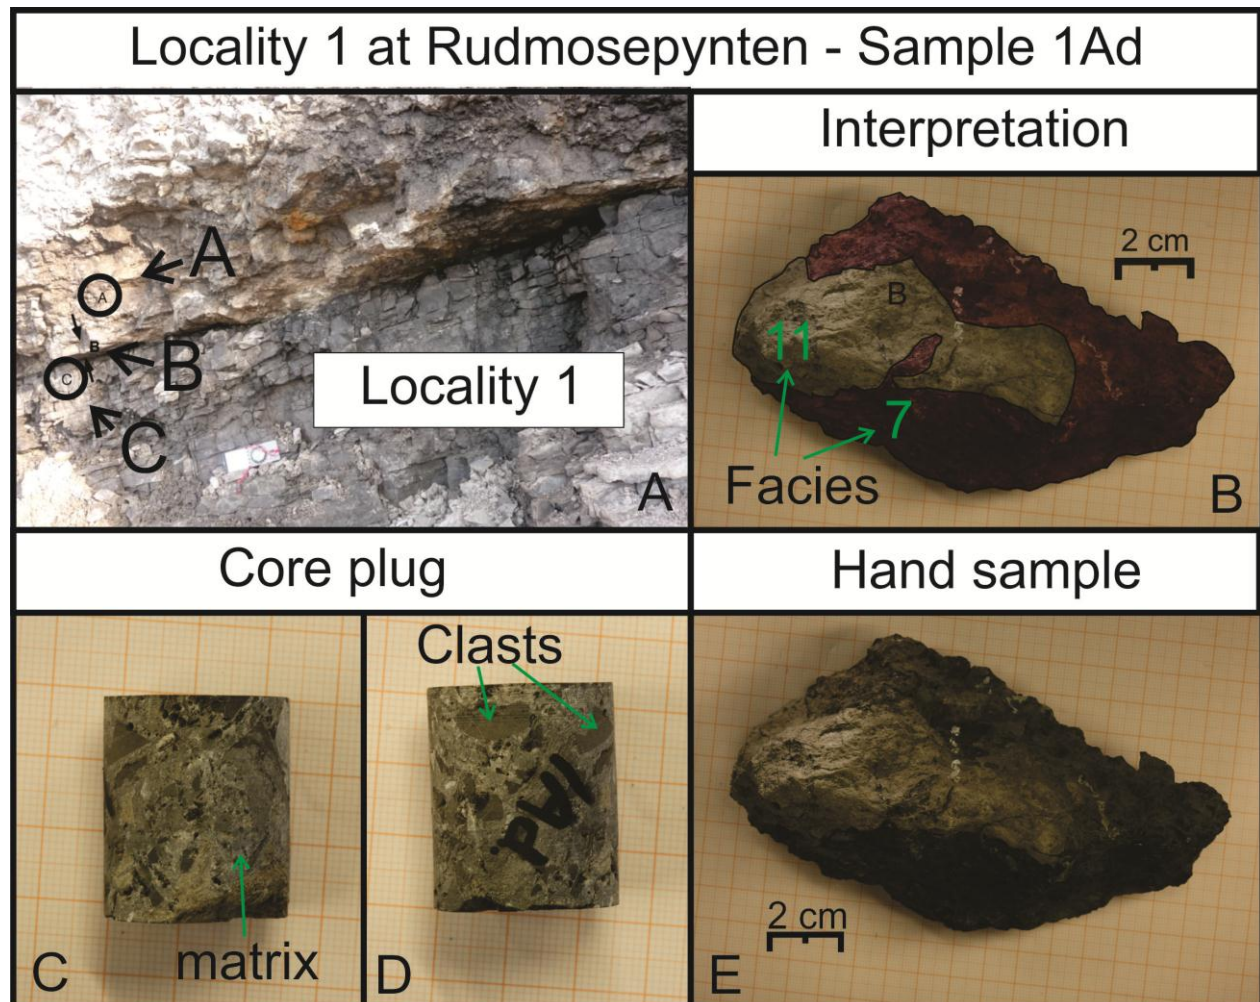 Locality 1 at Rudmosepynten - Sample 1Ad
Interpretation
A
A
B
B
C
C
Locality 1
A
2 cm
B
11
7
Facies
B
Core plug
Hand sample
Clasts
1Ad
matrix
C
D
2 cm
E